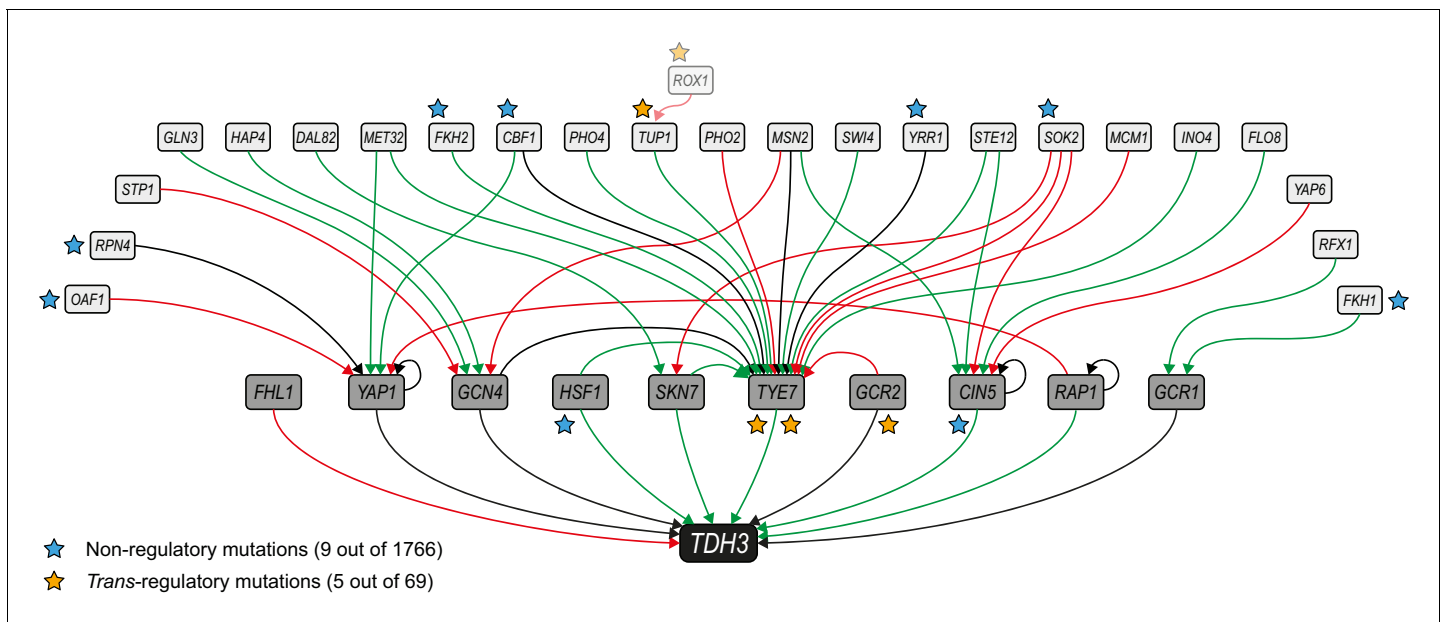 ROX1
GLN3 HAP4 DAL82 MET32 FKH2 CBF1 PHO4 TUP1 PHO2 MSN2 SWI4 YRR1 STE12 SOK2 MCM1 INO4 FLO8
STP1 YAP6
RPN4 RFX1
OAF1 FKH1
FHL1 YAP1 GCN4 HSF1 SKN7 TYE7 GCR2 CIN5 RAP1 GCR1
TDH3
Non-regulatory mutations (9 out of 1766)
Trans-regulatory mutations (5 out of 69)